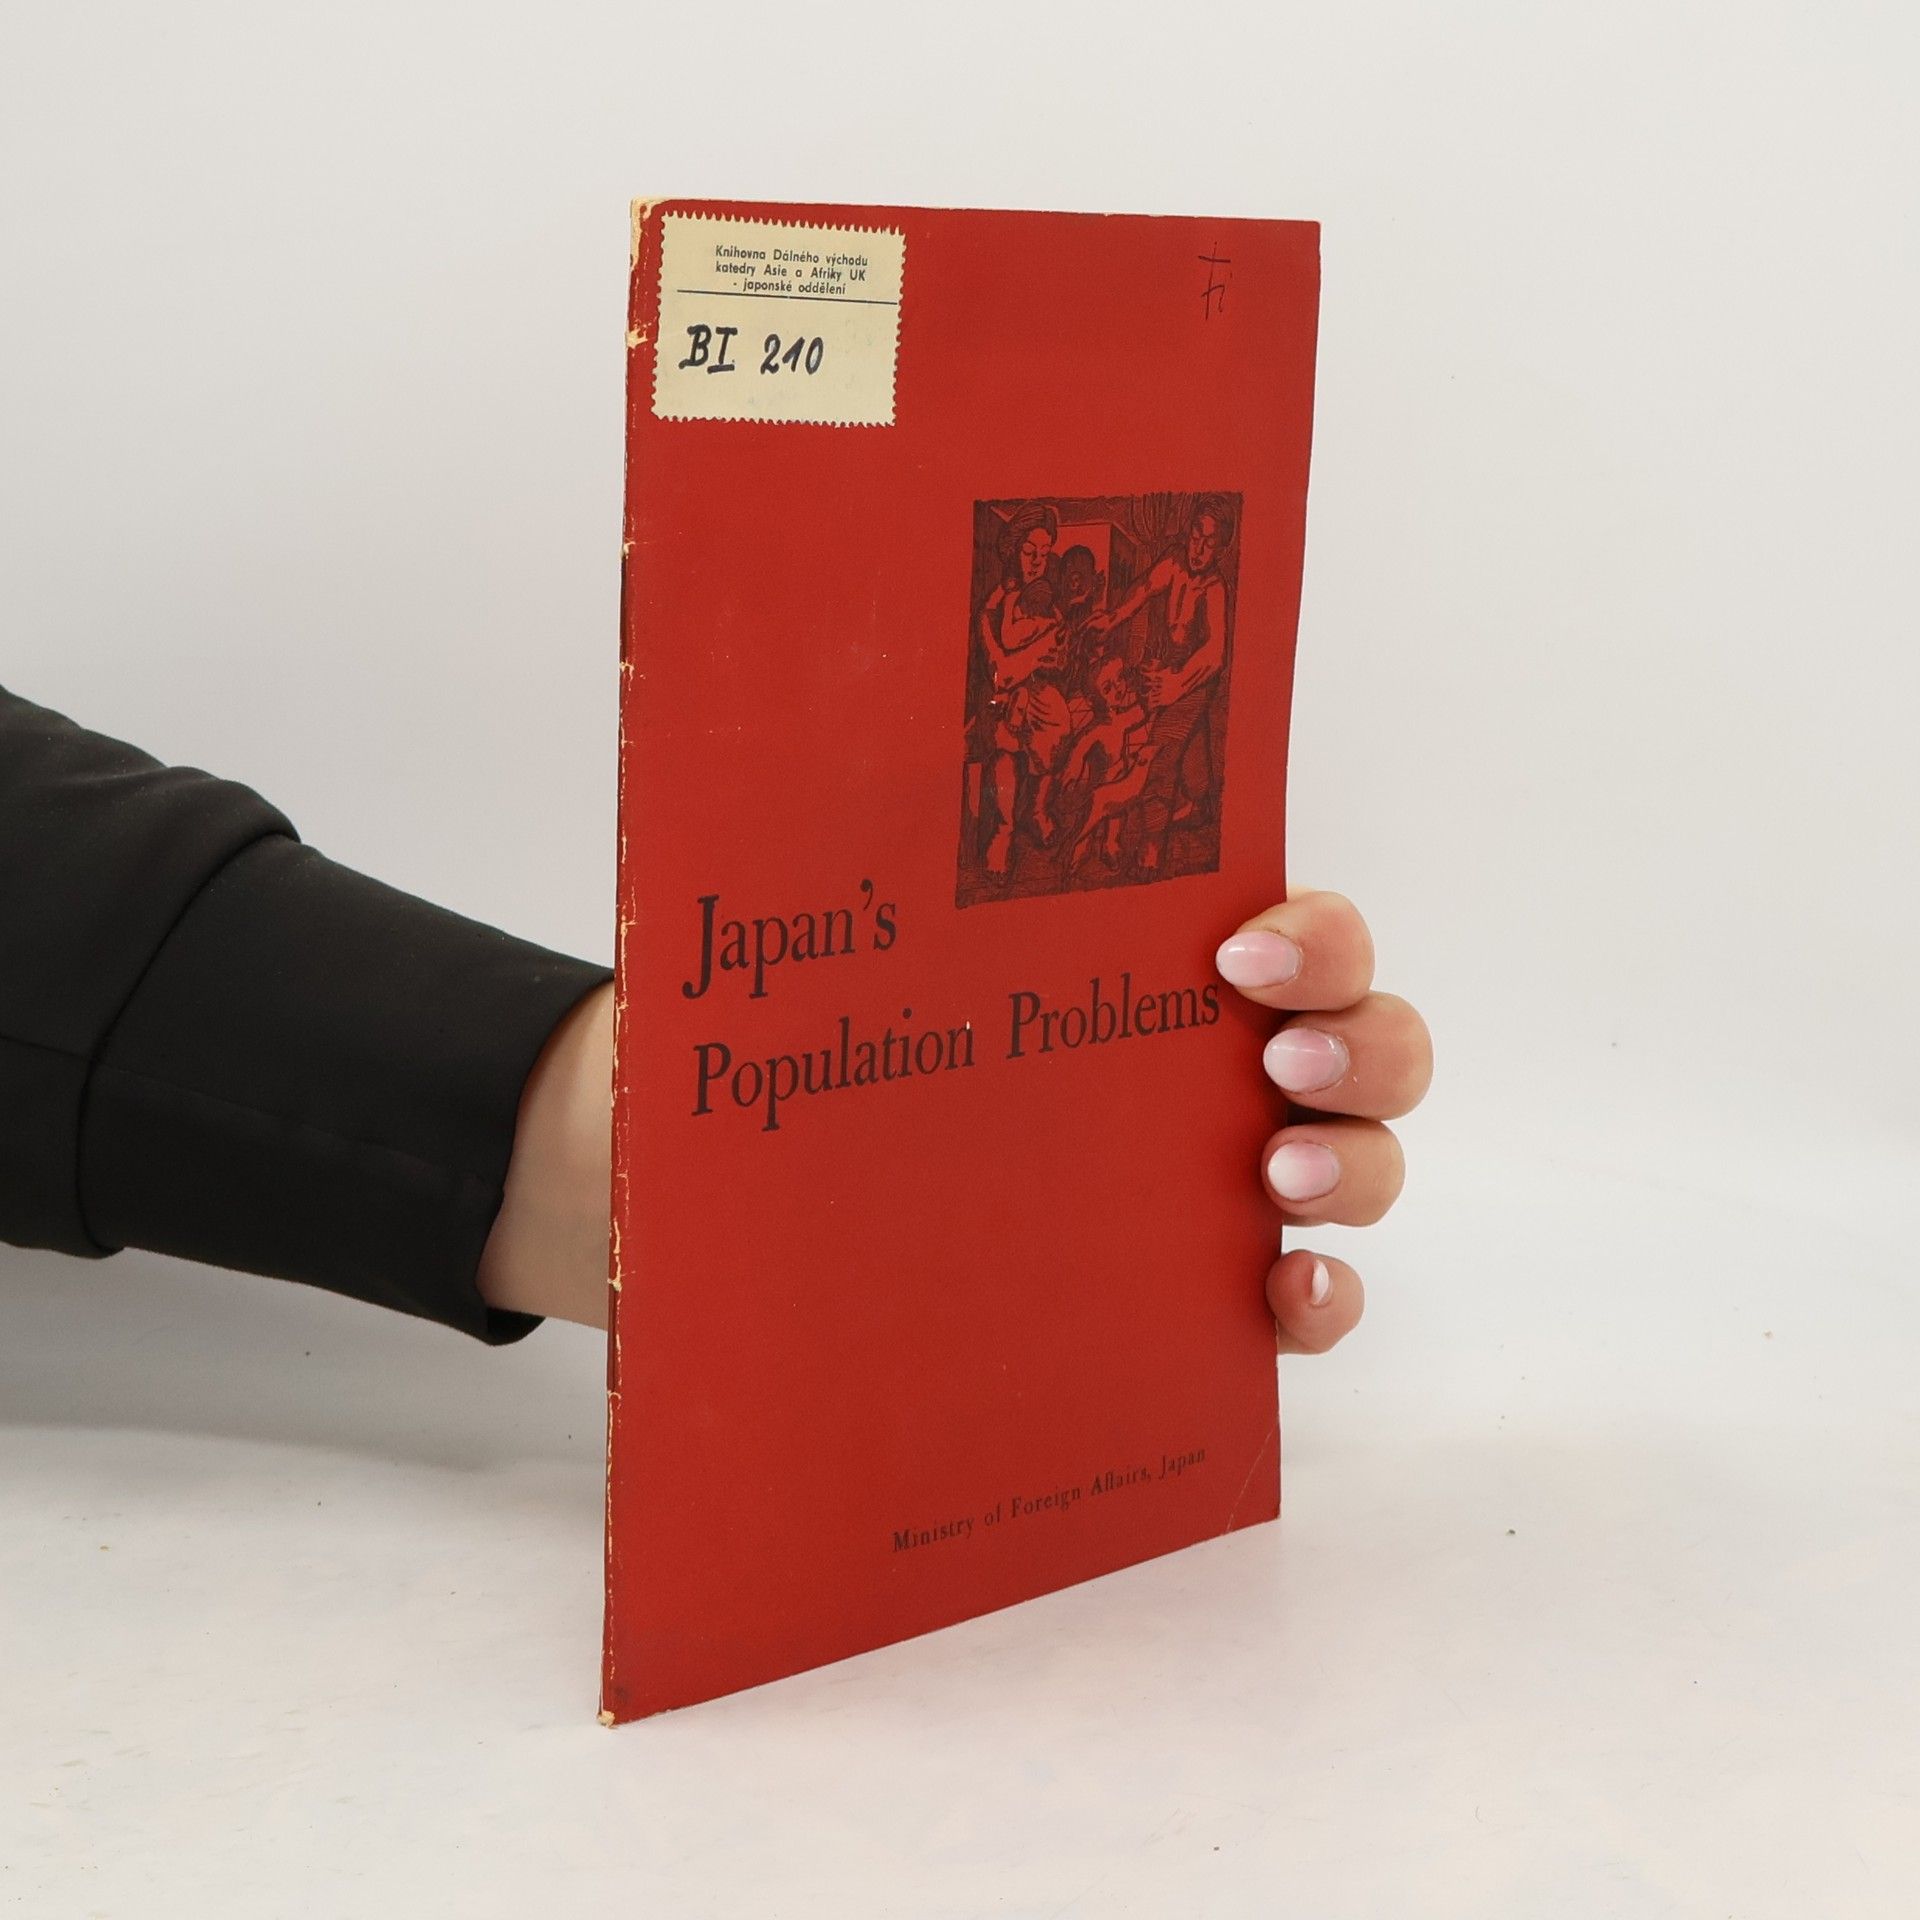 Knihovna Dálného východu
katedry Asie a Afriky UK
- japonské oddělení
BI 210
Japan's
Population Problems
Ministry of Foreign Affairs, Japan